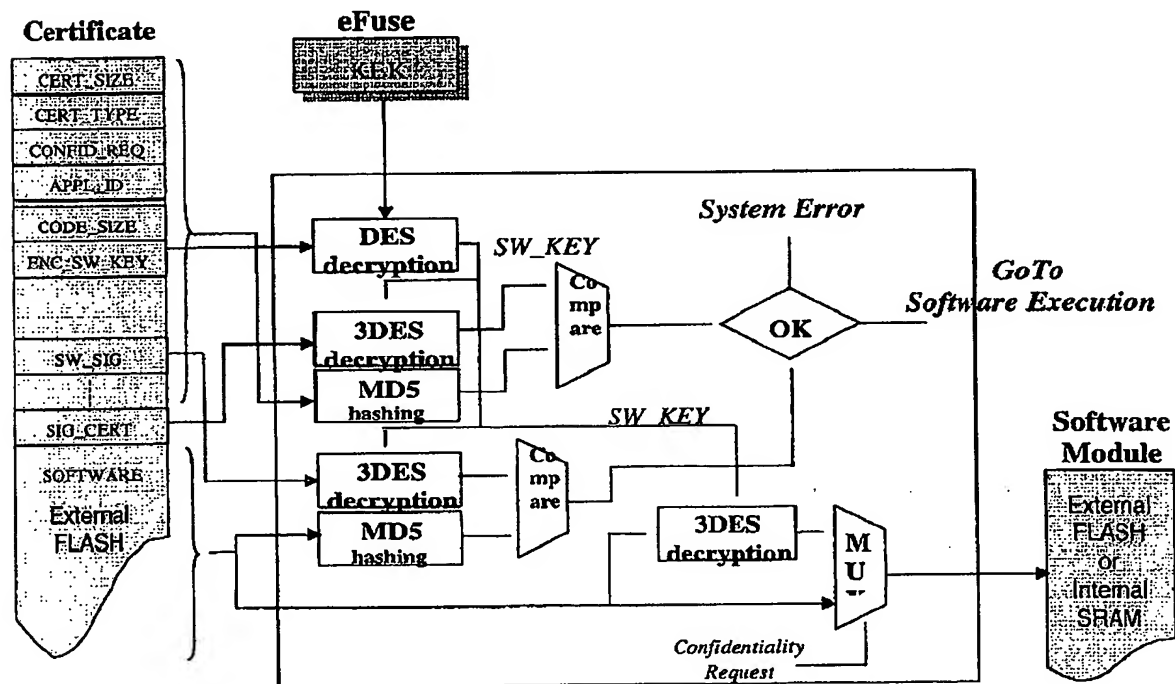 eFuse
KEK
Certificate
CERT_SIZE
CERT_TYPE
CONFID_REQ
APPL_ID
CODE_SIZE
ENC_SW_KEY
SW_SIG
SIG_CERT
SOFTWARE
External
FLASH
DES
decryption
SW_KEY
3DES
decryption
MD5
hashing
Co
mp
are
System Error
OK
GoTo
Software Execution
SW_KEY
3DES
decryption
MD5
hashing
Co
mp
are
3DES
decryption
M
U
Confidentiality
Request
Software
Module
External
FLASH
or
Internal
SRAM